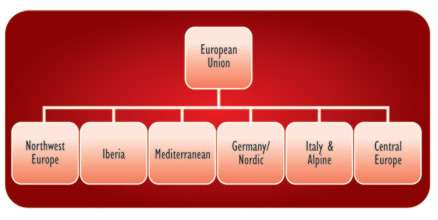 European
Union
Northwest
Europe
Iberia
Mediterranean
Germany/
Nordic
Italy &
Alpine
Central
Europe